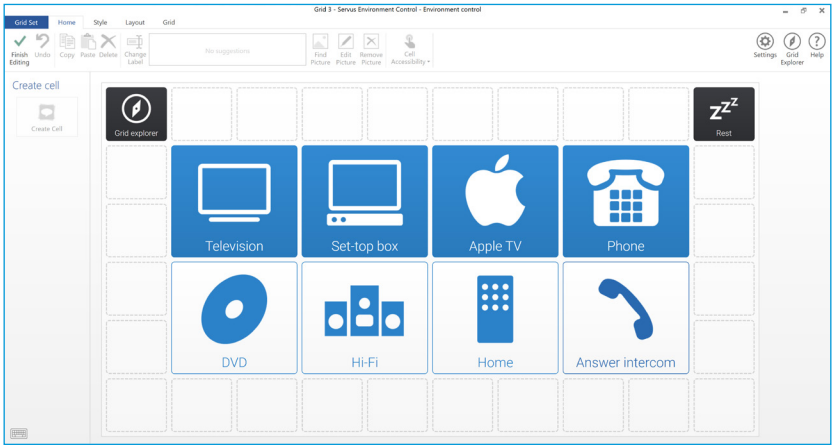 Grid 3 - Servus Environment Control - Environment control
Grid Set Home Style Layout Grid
Finish Editing
Undo
Copy
Paste
Delete
Change Label
No suggestions
Find Picture
Edit Picture
Remove Picture
Cell Accessibility
Settings
Grid Explorer
Help
Create cell
Create Cell
Grid explorer
zzz
Rest
Television
Set-top box
Apple TV
Phone
DVD
Hi-Fi
Home
Answer intercom